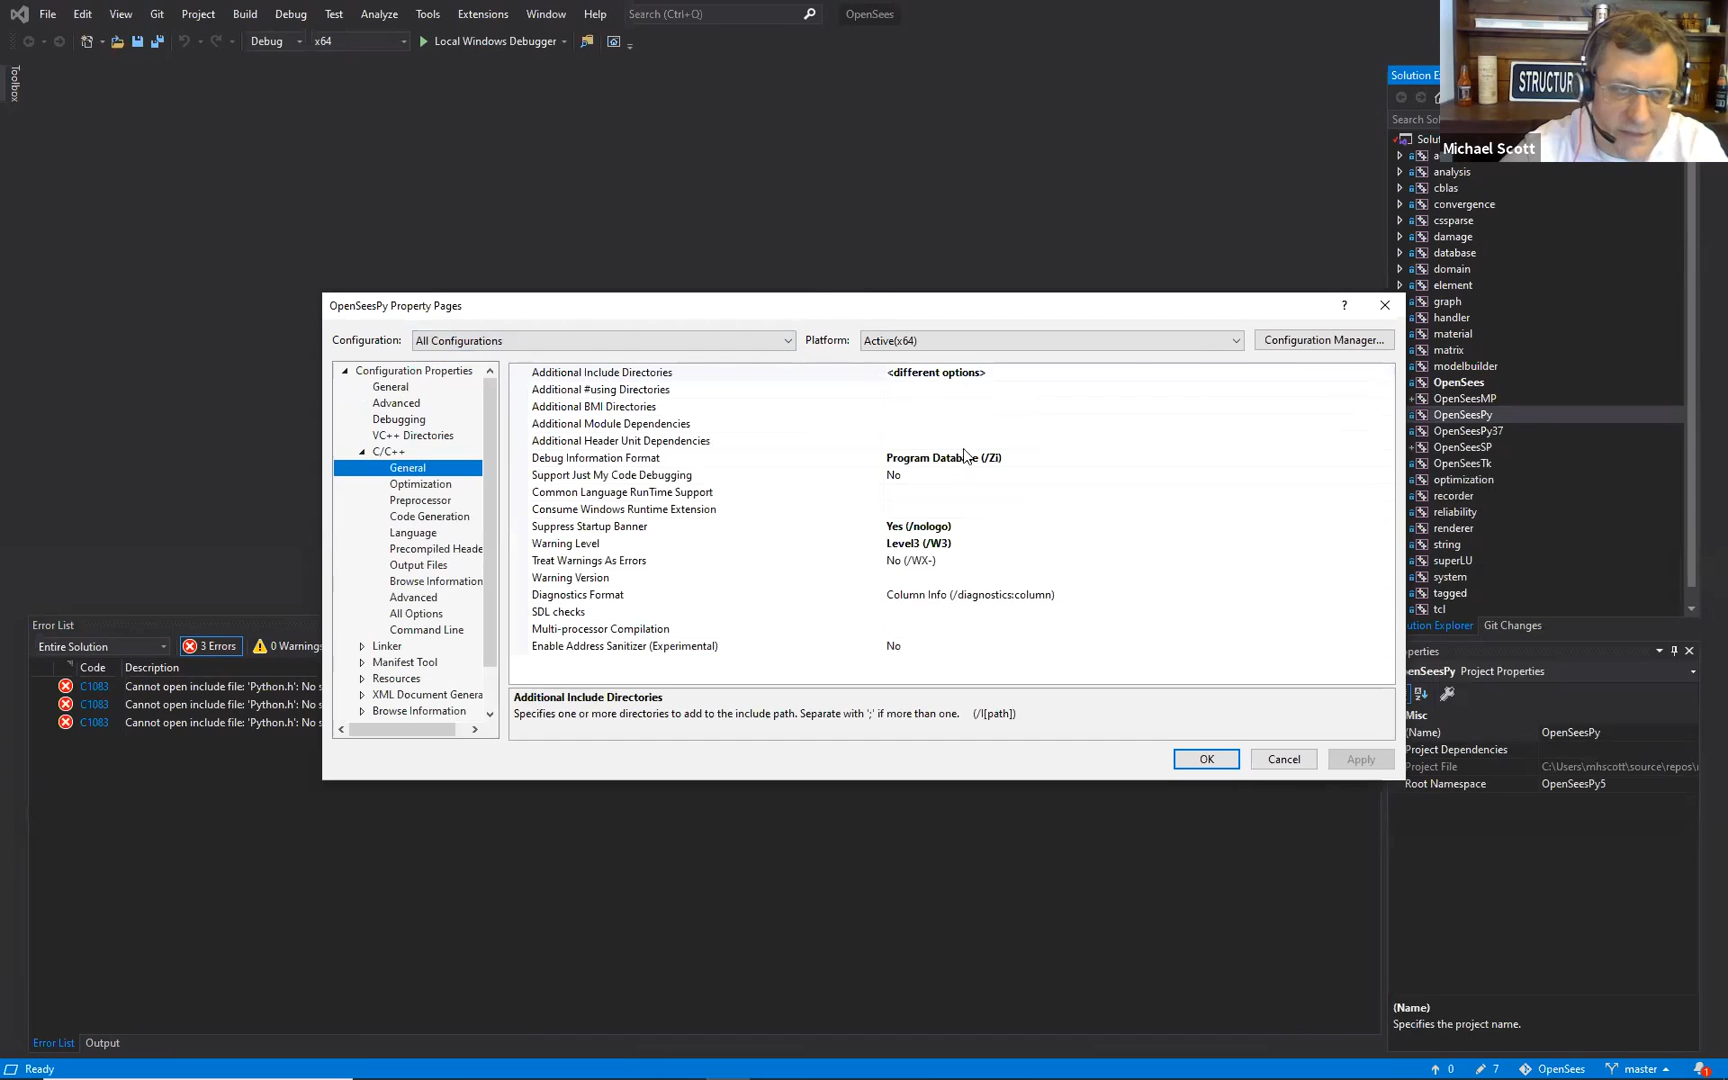 File Edit View Git Project Build Debug Test Analyze Tools Extensions Window Help Search (Ctrl+Q) OpenSees
Debug x64 Local Windows Debugger
Toolbox
STRUCTUR
Michael Scott
Solution Ex
Search So
Solut
a
analysis
cblas
convergence
cssparse
damage
database
domain
element
graph
handler
material
matrix
modelbuilder
OpenSees
OpenSeesMP
OpenSeesPy
OpenSeesPy37
OpenSeesSP
OpenSeesTk
optimization
recorder
reliability
renderer
string
superLU
system
tagged
tcl
olution Explorer Git Changes
OpenSeesPy Property Pages
Configuration: All Configurations Platform: Active(x64) Configuration Manager...
Configuration Properties
General
Advanced
Debugging
VC++ Directories
C/C++
General
Optimization
Preprocessor
Code Generation
Language
Precompiled Heade
Output Files
Browse Information
Advanced
All Options
Command Line
Linker
Manifest Tool
Resources
XML Document Genera
Browse Information
Additional Include Directories <different options>
Additional #using Directories
Additional BMI Directories
Additional Module Dependencies
Additional Header Unit Dependencies
Debug Information Format Program Database (/Zi)
Support Just My Code Debugging No
Common Language RunTime Support
Consume Windows Runtime Extension
Suppress Startup Banner Yes (/nologo)
Warning Level Level3 (/W3)
Treat Warnings As Errors No (/WX-)
Warning Version
Diagnostics Format Column Info (/diagnostics:column)
SDL checks
Multi-processor Compilation
Enable Address Sanitizer (Experimental) No
Additional Include Directories
Specifies one or more directories to add to the include path. Separate with ';' if more than one. (/I[path])
OK Cancel Apply
Error List
Entire Solution 3 Errors 0 Warnings
Code Description
C1083 Cannot open include file: 'Python.h': No s
C1083 Cannot open include file: 'Python.h': No s
C1083 Cannot open include file: 'Python.h': No s
roperties
penSeesPy Project Properties
Misc
(Name) OpenSeesPy
Project Dependencies
Project File C:\Users\mhscott\source\repos\
Root Namespace OpenSeesPy5
(Name)
Specifies the project name.
Error List Output
Ready 0 7 OpenSees master 1